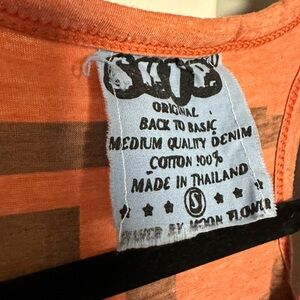 ORIGINAL
BACK TO BASIC
MEDIUM QUALITY DENIM
COTTON 100%
MADE IN THAILAND
S
BY MOON FLOWER